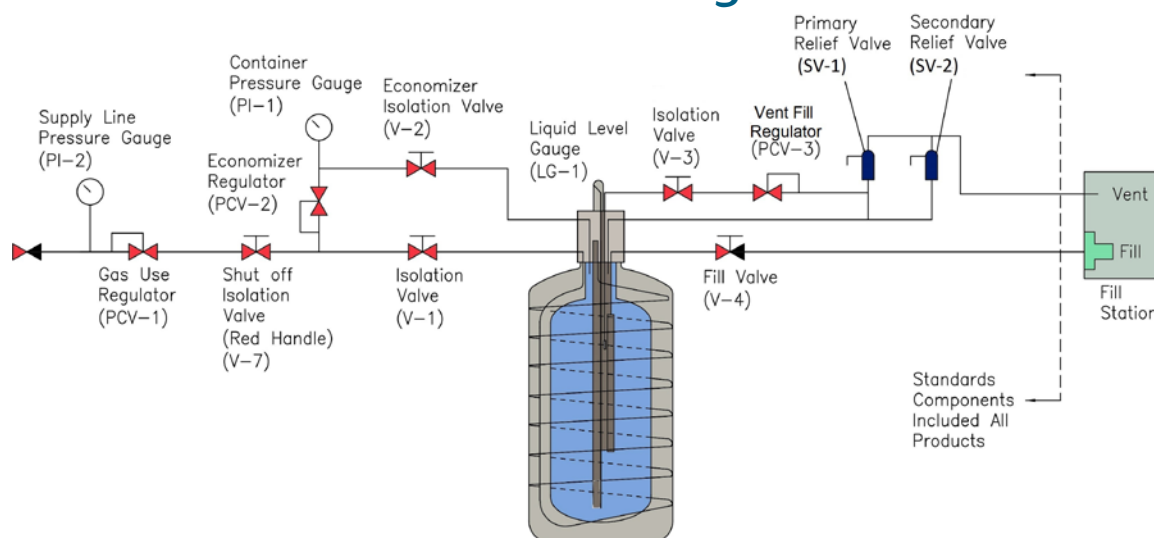 Primary
Relief Valve
(SV-1)
Secondary
Relief Valve
(SV-2)
Container
Pressure Gauge
(PI-1)
Economizer
Isolation Valve
(V-2)
Supply Line
Pressure Gauge
(PI-2)
Economizer
Regulator
(PCV-2)
Liquid Level
Gauge
(LG-1)
Isolation
Valve
(V-3)
Vent Fill
Regulator
(PCV-3)
Vent
Fill
Fill
Station
Gas Use
Regulator
(PCV-1)
Shut off
Isolation
Valve
(Red Handle)
(V-7)
Isolation
Valve
(V-1)
Fill Valve
(V-4)
Standards
Components
Included All
Products